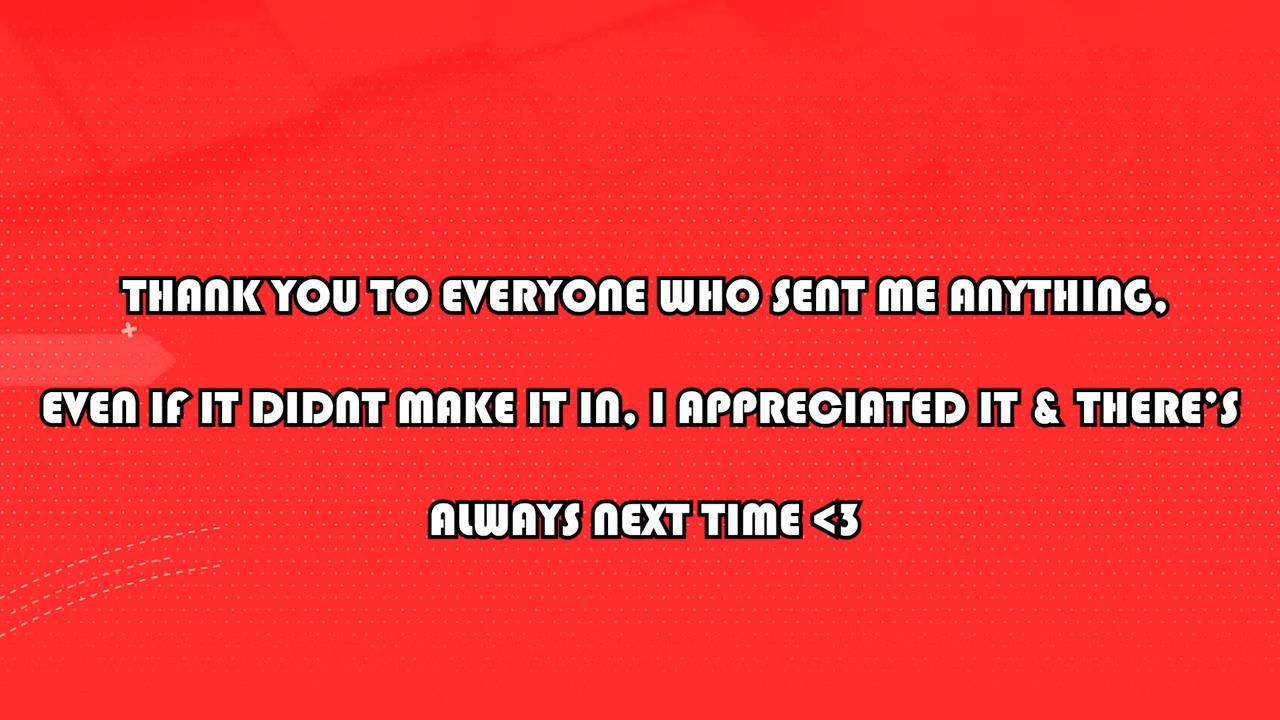 THANK YOU TO EVERYONE WHO SENT ME ANYTHING,
EVEN IF IT DIDNT MAKE IT IN, I APPRECIATED IT & THERE'S
ALWAYS NEXT TIME <3